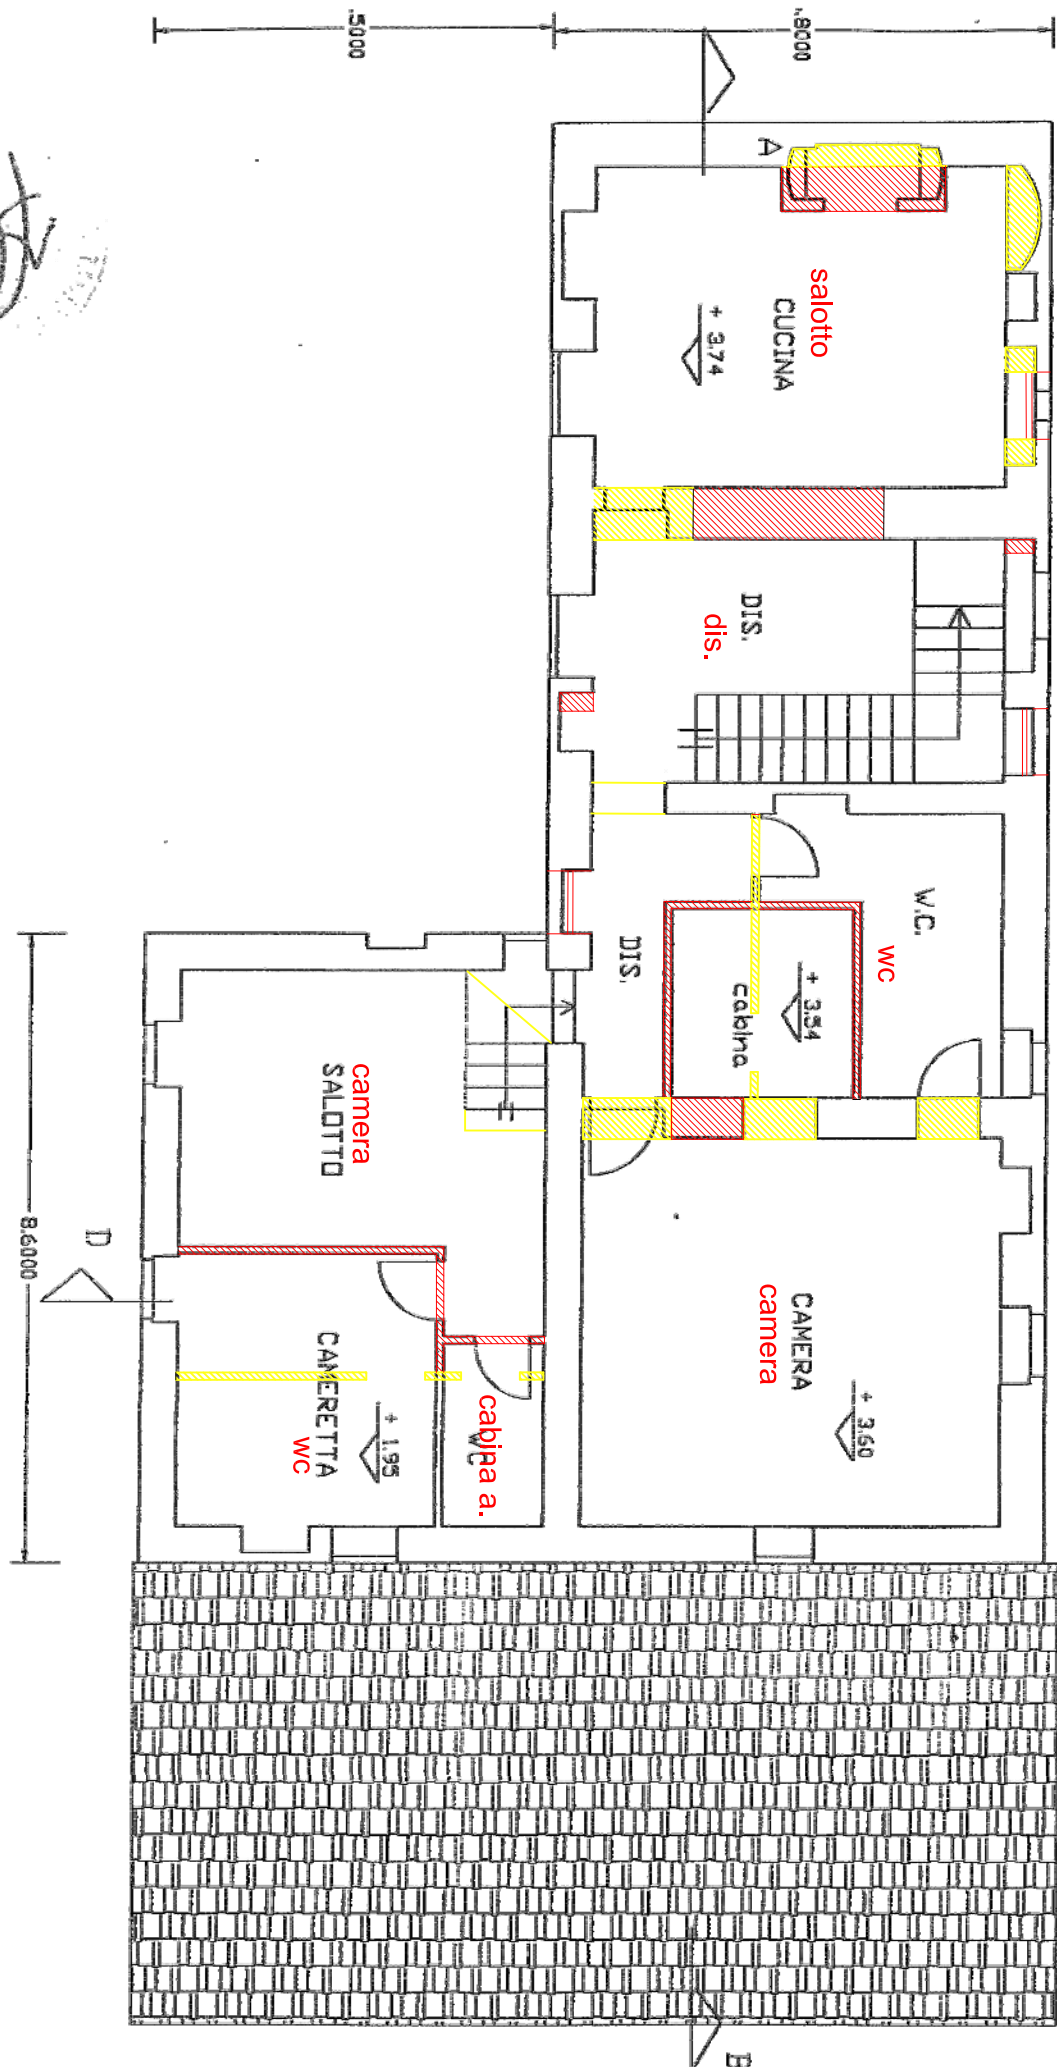 .5000
.8000
A
salotto
CUCINA
+ 3.74
DIS.
dis.
W.C.
wc
DIS.
+ 3.54
cabina
camera
SALOTTO
8.6000
D
CAMERA
camera
+ 3.60
CAMERETTA
wc
+ 1.95
cabina a.
WC
B